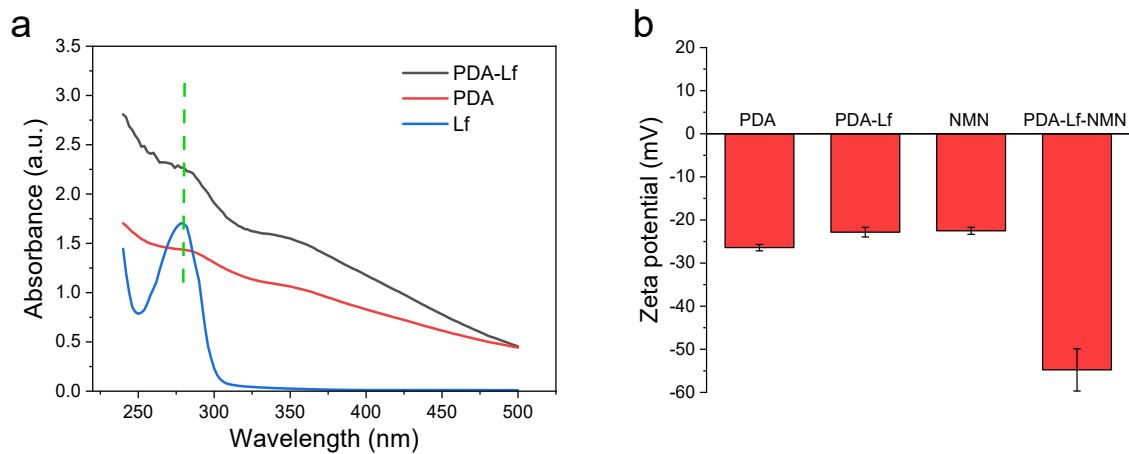 a
3.5
3.0
2.5
2.0
1.5
1.0
0.5
0.0
Absorbance (a.u.)
PDA-Lf
PDA
Lf
250 300 350 400 450 500
Wavelength (nm)
b
20
10
0
-10
-20
-30
-40
-50
-60
Zeta potential (mV)
PDA PDA-Lf NMN PDA-Lf-NMN